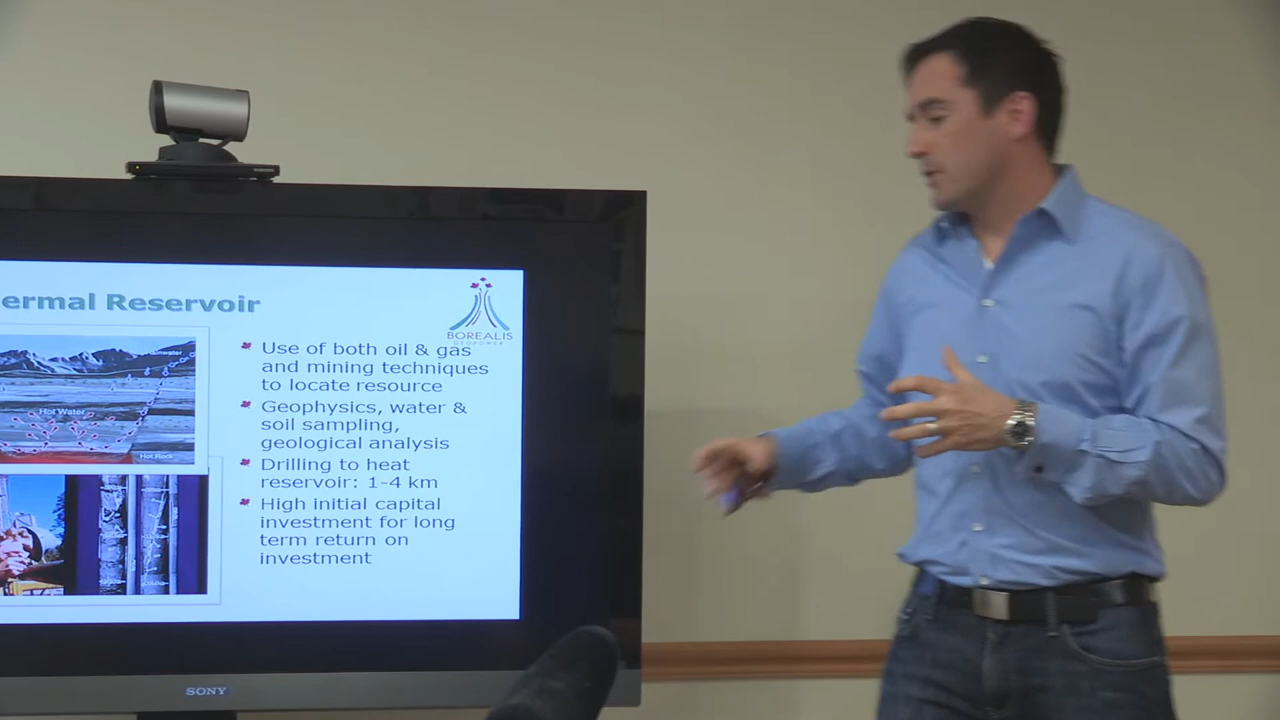 ermal Reservoir
BOREALIS
GEOPOWER
Use of both oil & gas
and mining techniques
to locate resource
Geophysics, water &
soil sampling,
geological analysis
Drilling to heat
reservoir: 1-4 km
High initial capital
investment for long
term return on
investment
Hot Water
Hot Rock
SONY